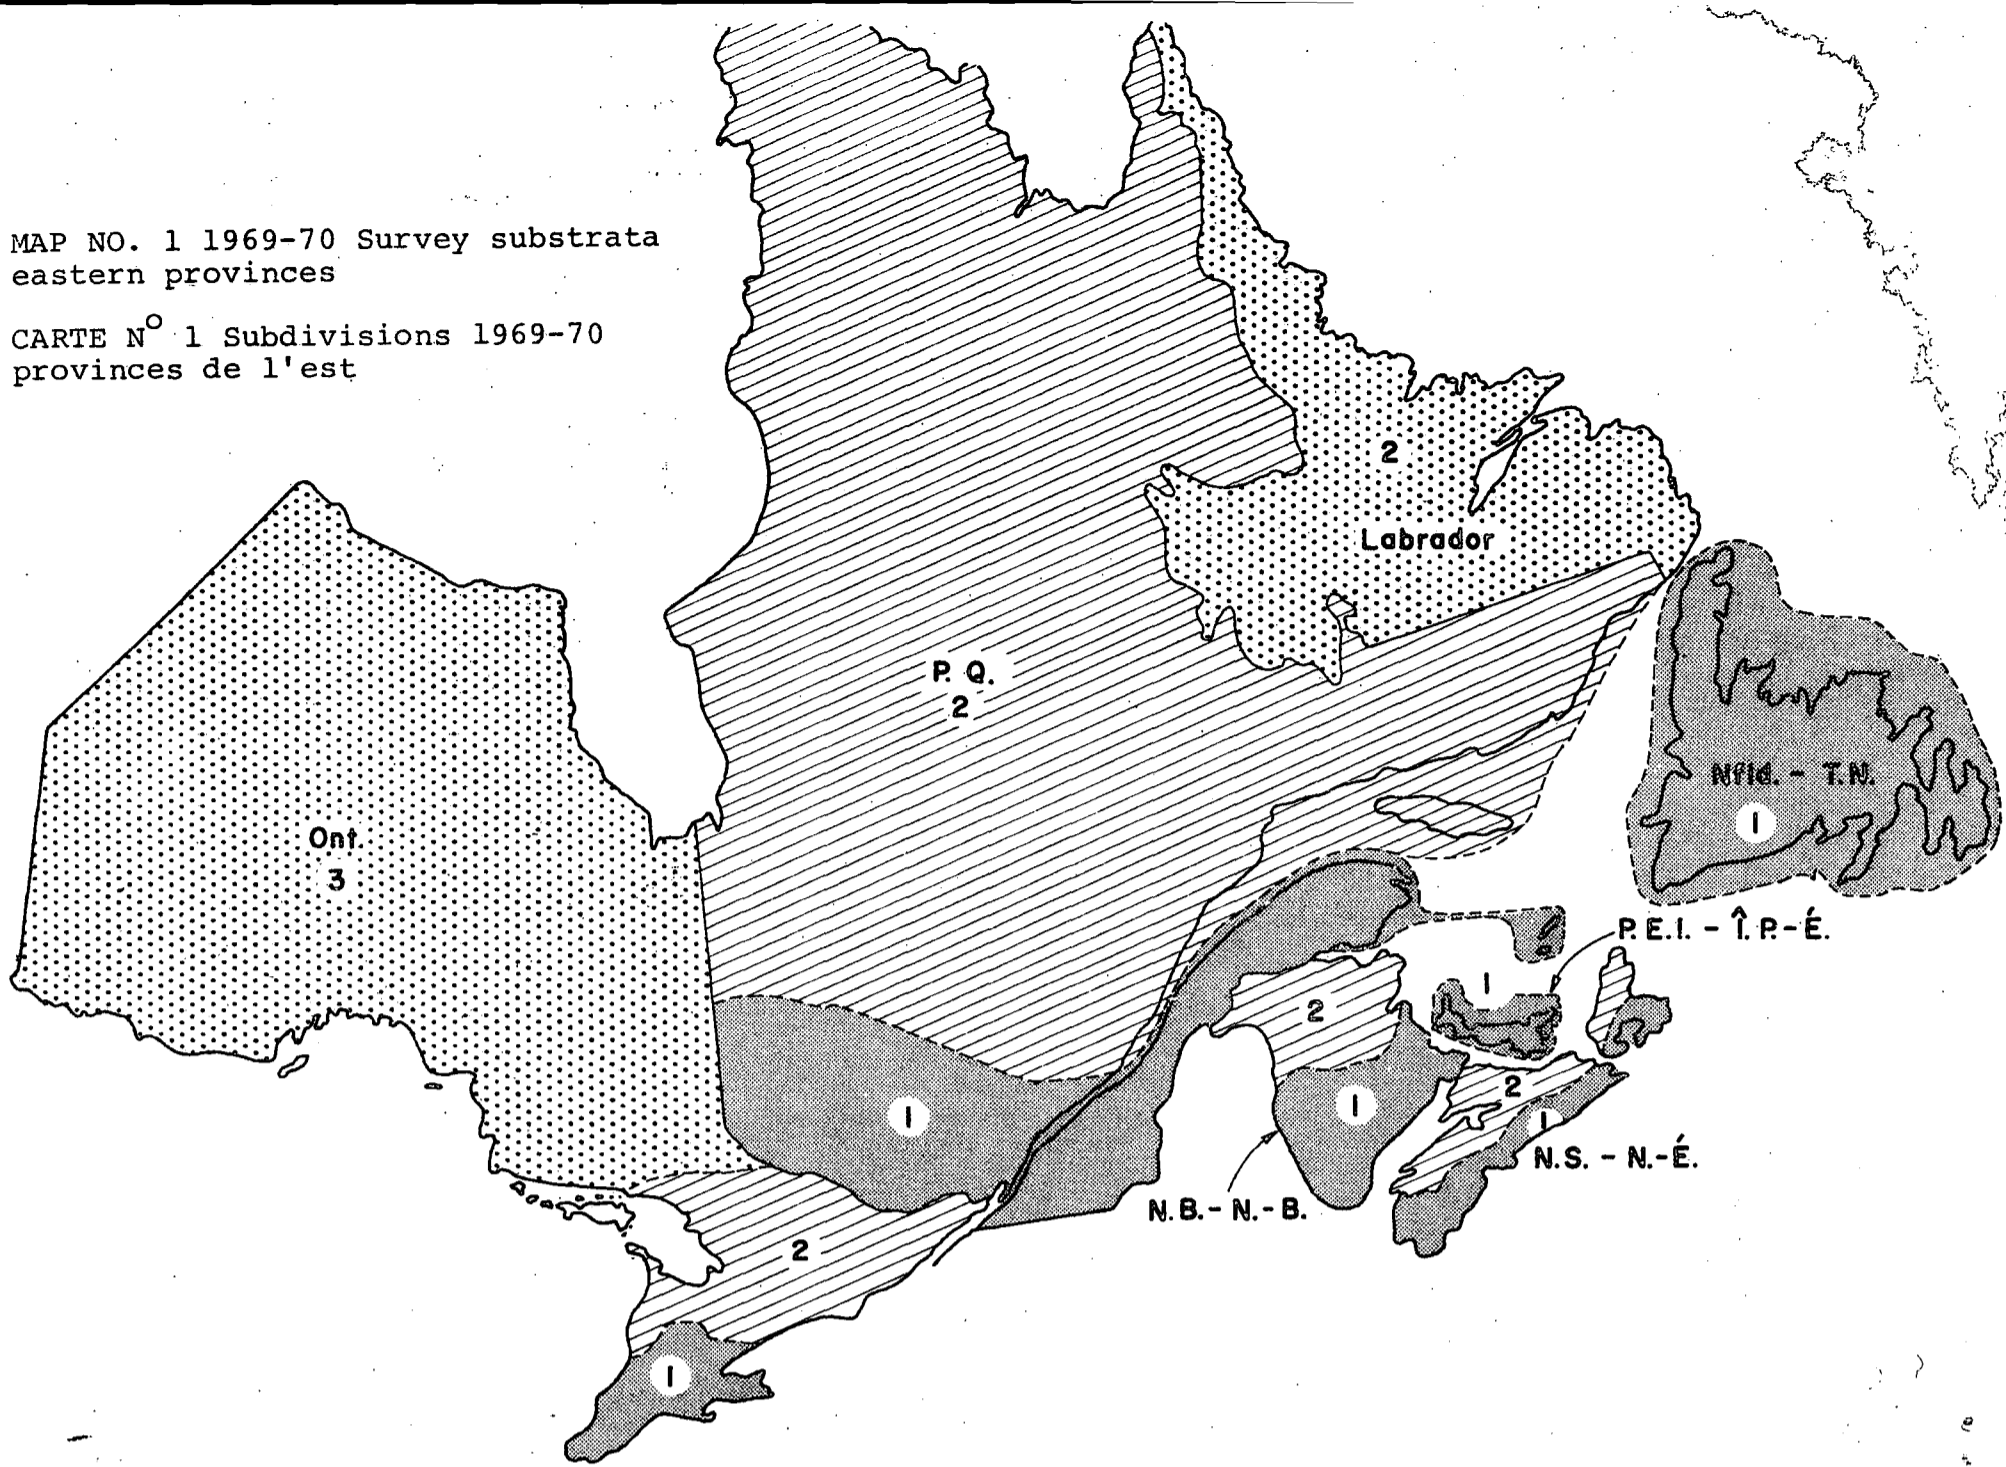 MAP NO. 1 1969-70 Survey substrata
eastern provinces
CARTE Nº 1 Subdivisions 1969-70
provinces de l'est
2
Labrador
P. Q.
2
Nfld. - T.N.
1
Ont.
3
P.E.I. - Î.P.-É.
1
2
2
1
1
1
N.S. - N.-É.
N.B. - N.-B.
2
1